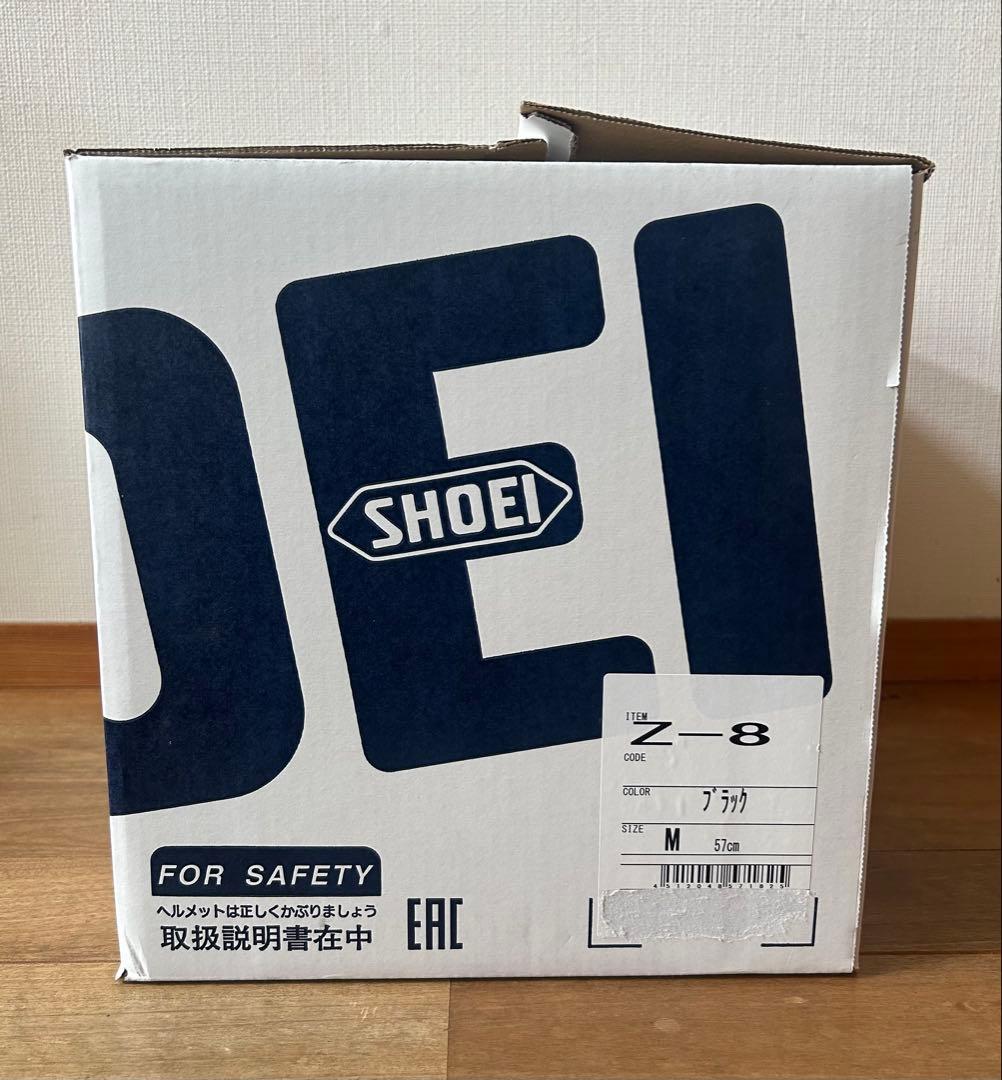 OEI
SHOEI
ITEM
Z-8
CODE
COLOR
ﾌﾞﾗｯｸ
SIZE
M 57cm
FOR SAFETY
ヘルメットは正しくかぶりましょう
取扱説明書在中
EAC